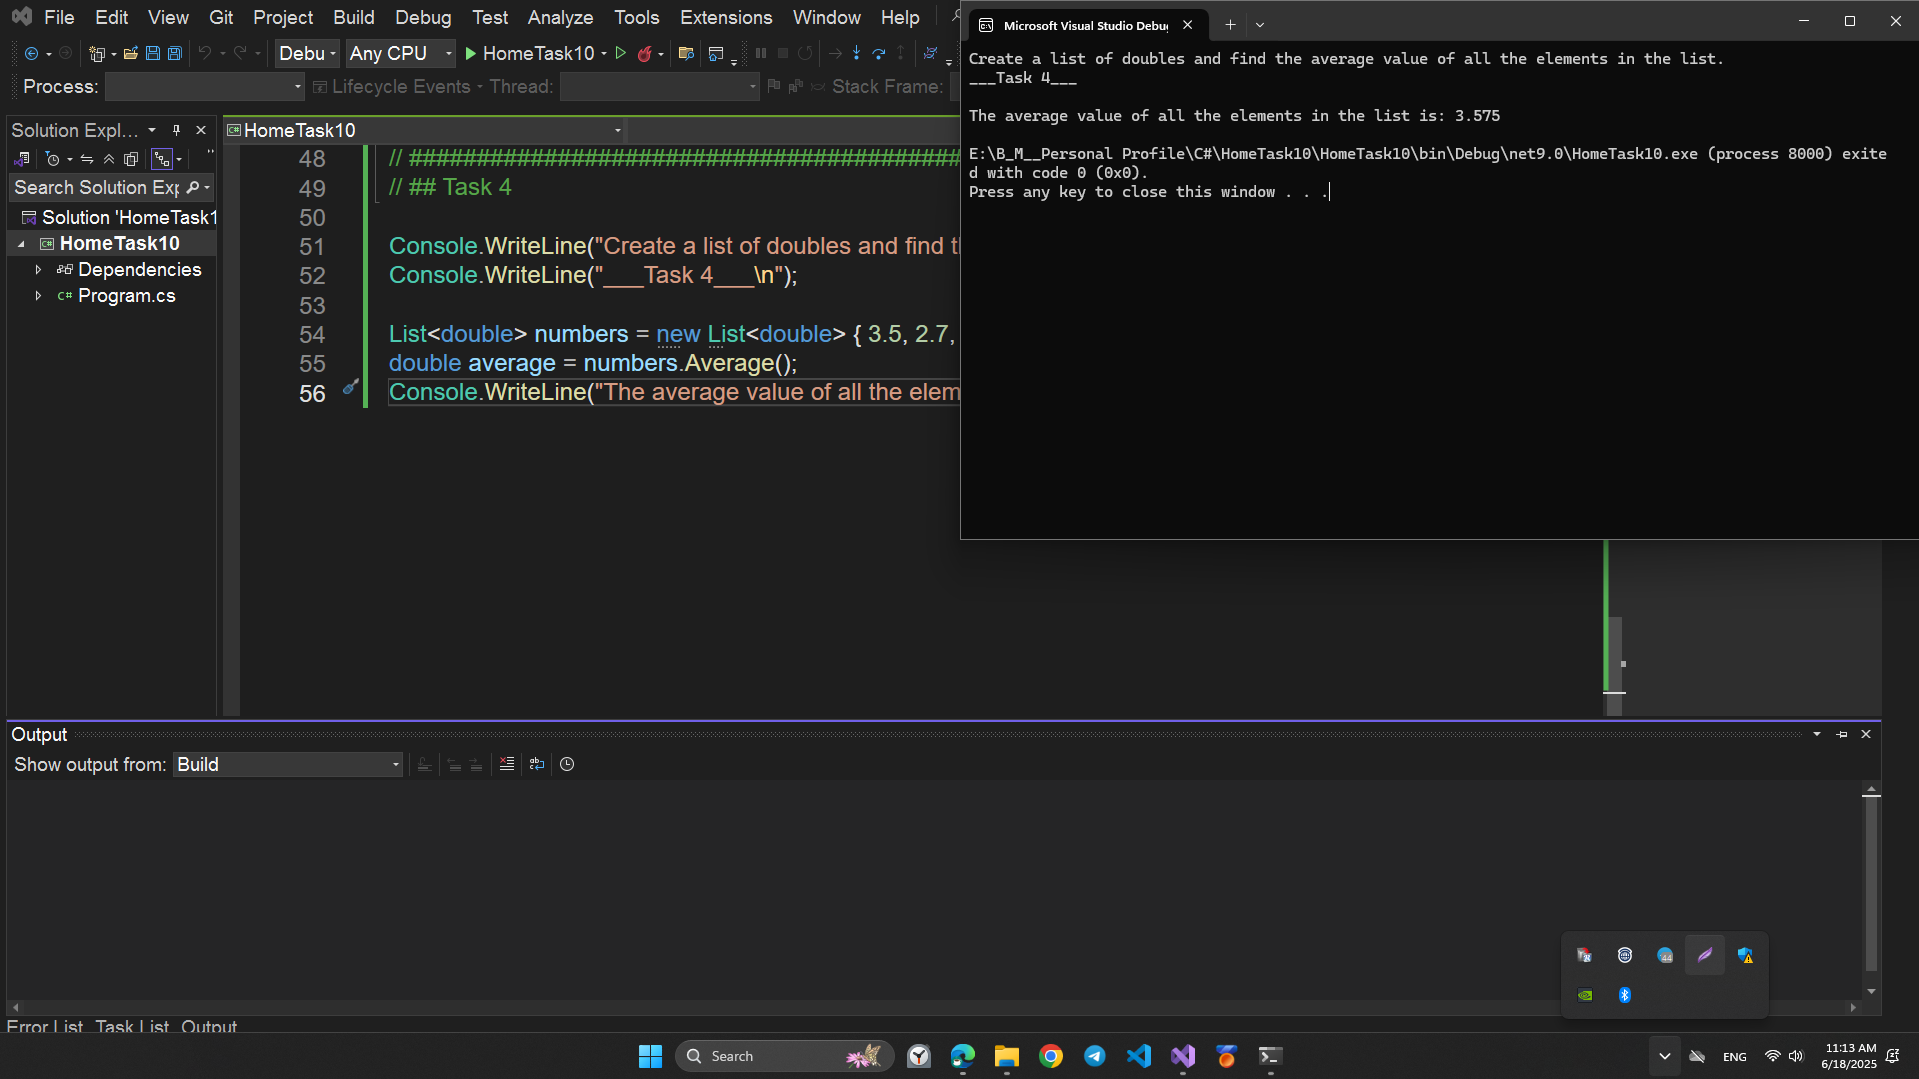 File Edit View Git Project Build Debug Test Analyze Tools Extensions Window Help
Debu Any CPU HomeTask10
Process: Lifecycle Events Thread: Stack Frame:
Solution Expl...
Search Solution Exp
Solution 'HomeTask1
HomeTask10
Dependencies
C# Program.cs
C# HomeTask10
48 // #########################################
49 // ## Task 4
50
51 Console.WriteLine("Create a list of doubles and find t
52 Console.WriteLine("___Task 4___\n");
53
54 List<double> numbers = new List<double> { 3.5, 2.7,
55 double average = numbers.Average();
56 Console.WriteLine("The average value of all the elem
Microsoft Visual Studio Debu
Create a list of doubles and find the average value of all the elements in the list.
___Task 4___
The average value of all the elements in the list is: 3.575
E:\B_M__Personal Profile\C#\HomeTask10\HomeTask10\bin\Debug\net9.0\HomeTask10.exe (process 8000) exite
d with code 0 (0x0).
Press any key to close this window . . .
Output
Show output from: Build
Error List Task List Output
44
Search
ENG
11:13 AM
6/18/2025